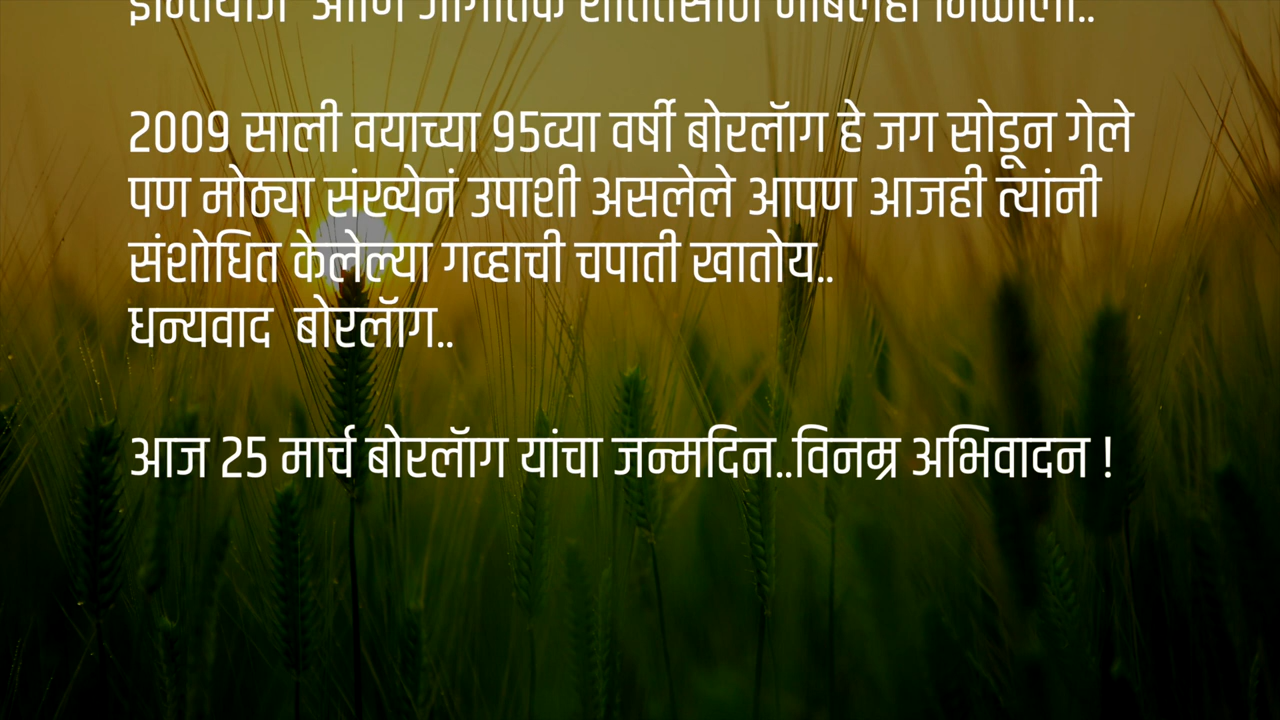 आणि
2009 साली वयाच्या 95व्या वर्षी बोरलॉग हे जग सोडून गेले
पण मोठ्या संख्येनं उपाशी असलेले आपण आजही त्यांनी
संशोधित केलेल्या गव्हाची चपाती खातोय..
धन्यवाद बोरलॉग..
आज 25 मार्च बोरलॉग यांचा जन्मदिन..विनम्र अभिवादन !